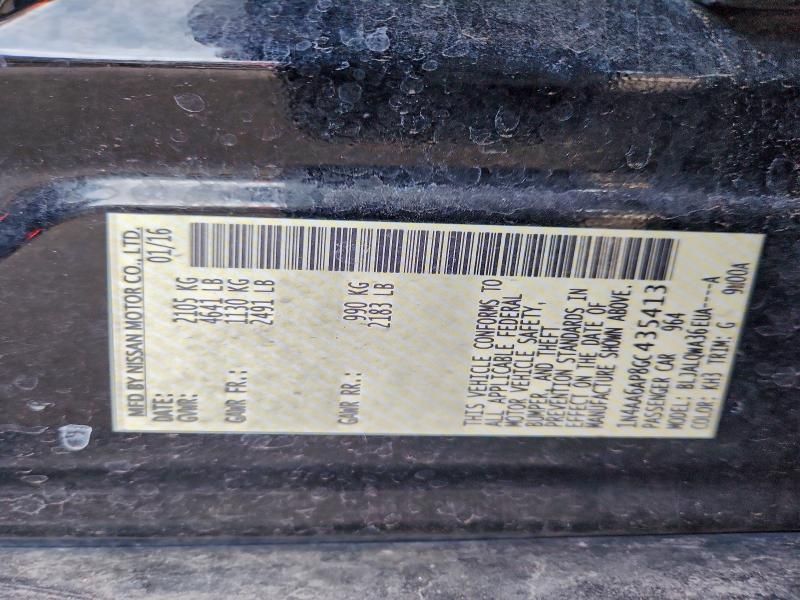 MFD BY NISSAN MOTOR CO., LTD.
DATE: 01/16
GVWR: 2105 KG
4641 LB
GAWR FR.: 1130 KG
2491 LB
GAWR RR.: 990 KG
2183 LB
THIS VEHICLE CONFORMS TO
ALL APPLICABLE FEDERAL
MOTOR VEHICLE SAFETY,
BUMPER, AND THEFT
PREVENTION STANDARDS IN
EFFECT ON THE DATE OF
MANUFACTURE SHOWN ABOVE.
1N4AA6AP8GC435413
PASSENGER CAR 964
MODEL: BLJALQWA36EUA----A
COLOR: KH3 TRIM: G 9M00A